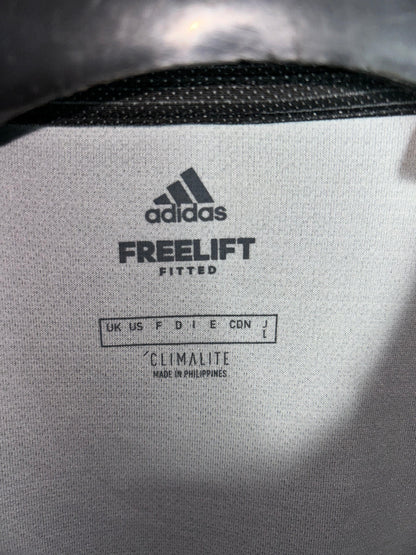 adidas
FREELIFT
FITTED
UK US F D I E CDN J
L
CLIMALITE
MADE IN PHILIPPINES